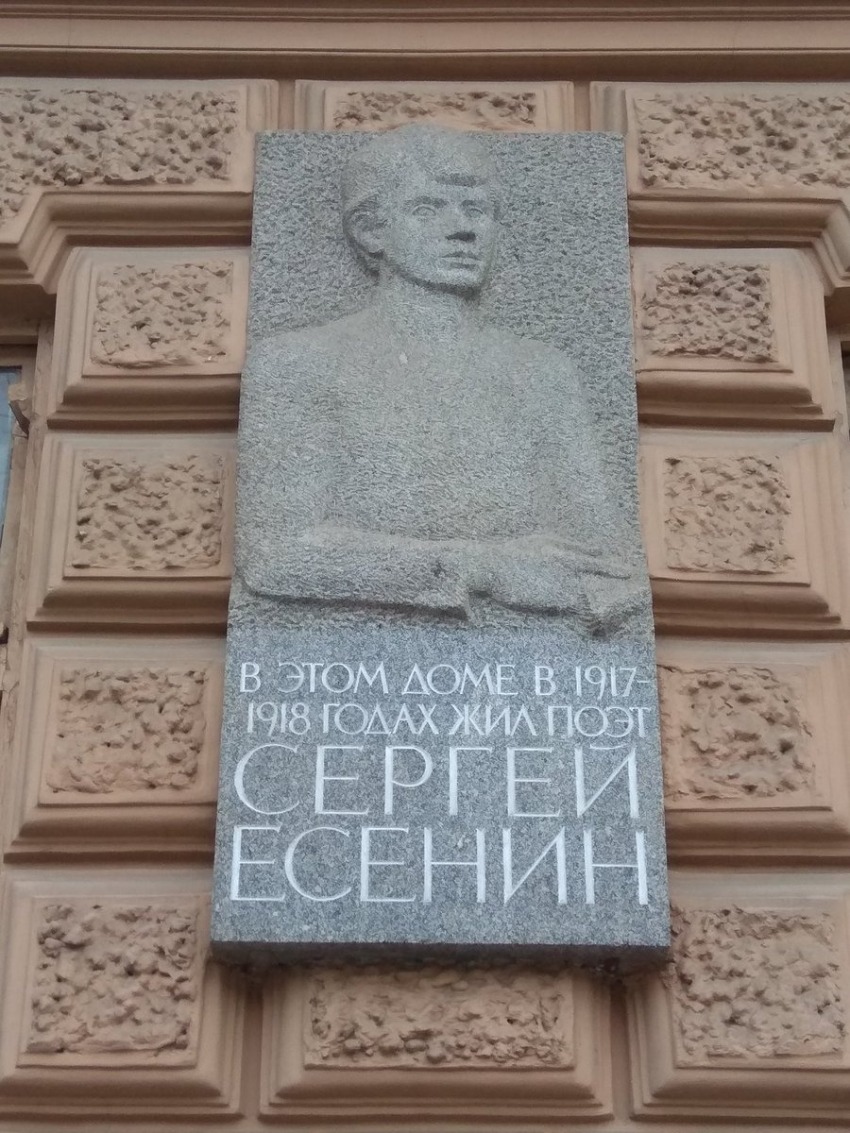 В ЭТОМ ДОМЕ В 1917-
1918 ГОДАХ ЖИЛ ПОЭТ
СЕРГЕЙ
ЕСЕНИН